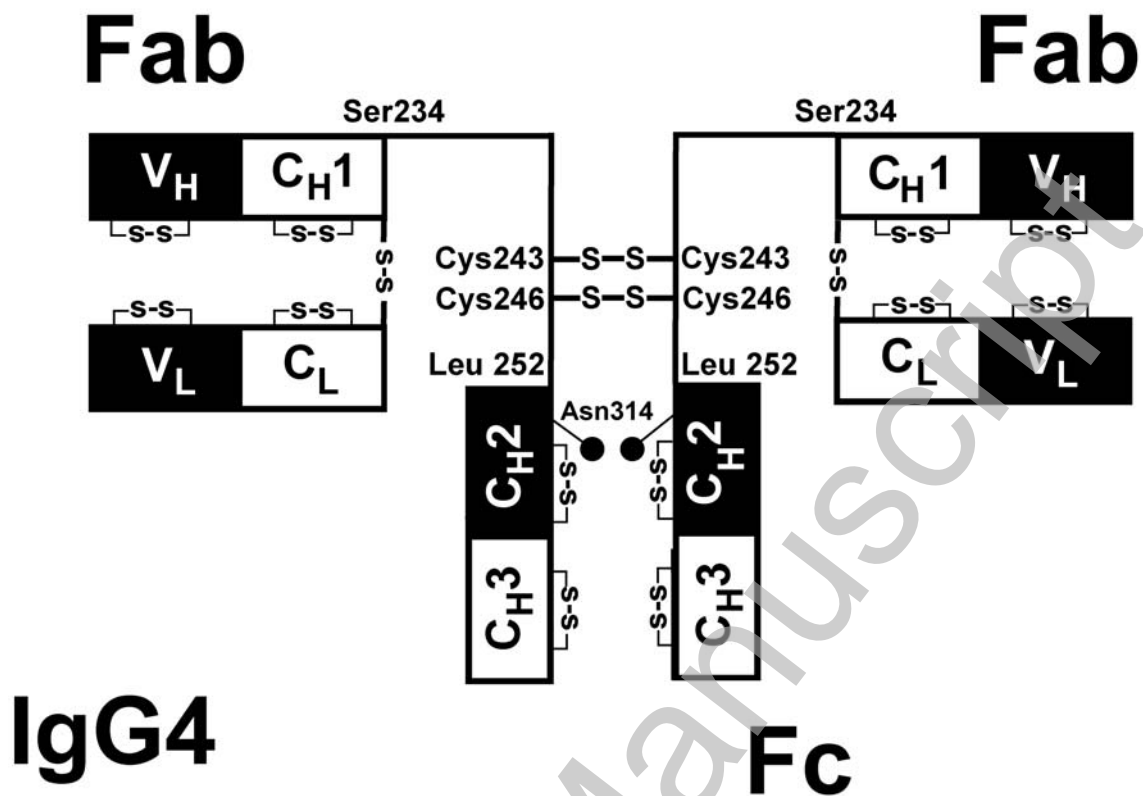 Fab Fab
Ser234 Ser234
VH CH1 CH1 VH
S-S S-S S-S S-S
S-S S-S
Cys243 S-S Cys243
Cys246 S-S Cys246
S-S S-S S-S S-S
VL CL CL VL
Leu 252 Leu 252
Asn314
CH2 CH2
S-S S-S
CH3 CH3
S-S S-S
IgG4
Fc
Manuscript